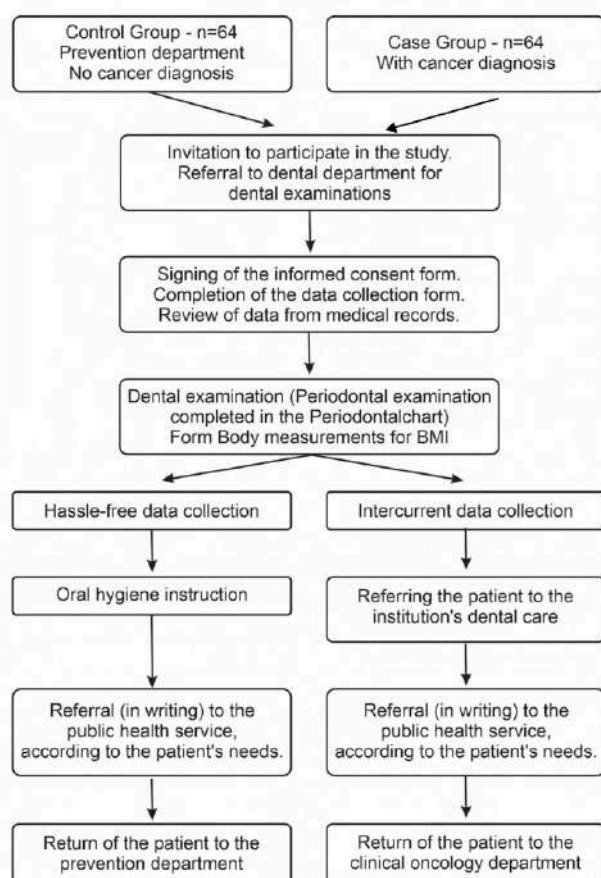 Control Group - n=64
Prevention department
No cancer diagnosis
Case Group - n=64
With cancer diagnosis
Invitation to participate in the study.
Referral to dental department for
dental examinations
Signing of the informed consent form.
Completion of the data collection form.
Review of data from medical records.
Dental examination (Periodontal examination
completed in the Periodontalchart)
Form Body measurements for BMI
Hassle-free data collection
Intercurrent data collection
Oral hygiene instruction
Referring the patient to the
institution's dental care
Referral (in writing) to the
public health service,
according to the patient's needs.
Referral (in writing) to the
public health service,
according to the patient's needs.
Return of the patient to the
prevention department
Return of the patient to the
clinical oncology department